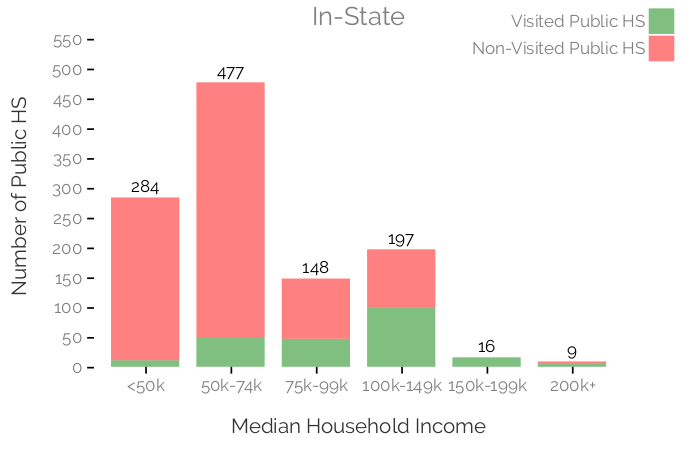 In-State
Visited Public HS
Non-Visited Public HS
Number of Public HS
550
500
450
400
350
300
250
200
150
100
50
0
284
477
148
197
16
9
<50k
50k-74k
75k-99k
100k-149k
150k-199k
200k+
Median Household Income